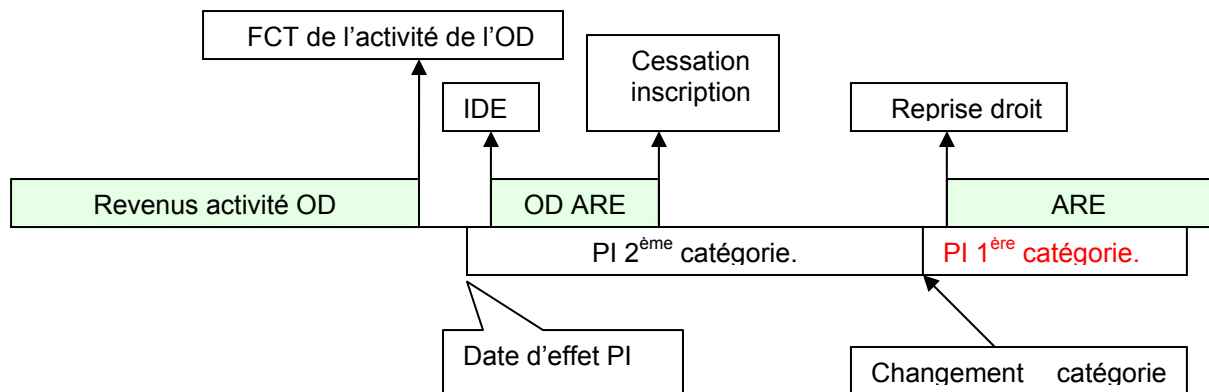 FCT de l’activité de l’OD
Cessation
inscription
IDE
Reprise droit
Revenus activité OD
OD ARE
ARE
PI 2ème catégorie.
PI 1ère catégorie.
Date d’effet PI
Changement catégorie